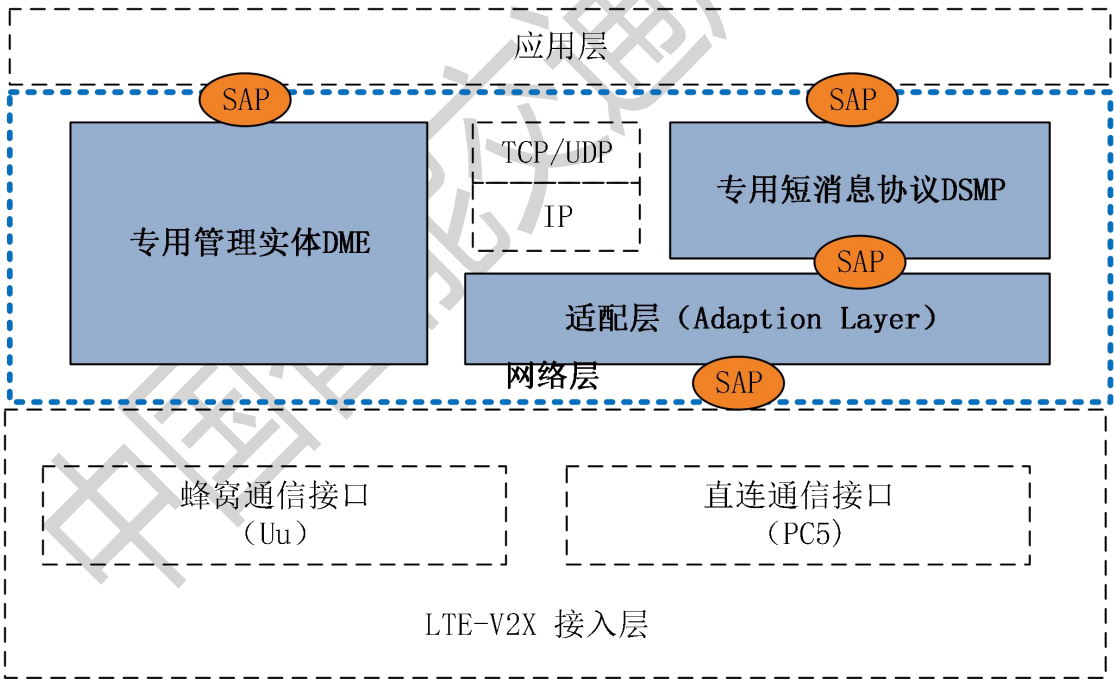 应用层
SAP
SAP
专用管理实体DME
TCP/UDP
IP
专用短消息协议DSMP
SAP
适配层（Adaption Layer）
网络层
SAP
蜂窝通信接口
（Uu）
直连通信接口
（PC5)
LTE-V2X 接入层